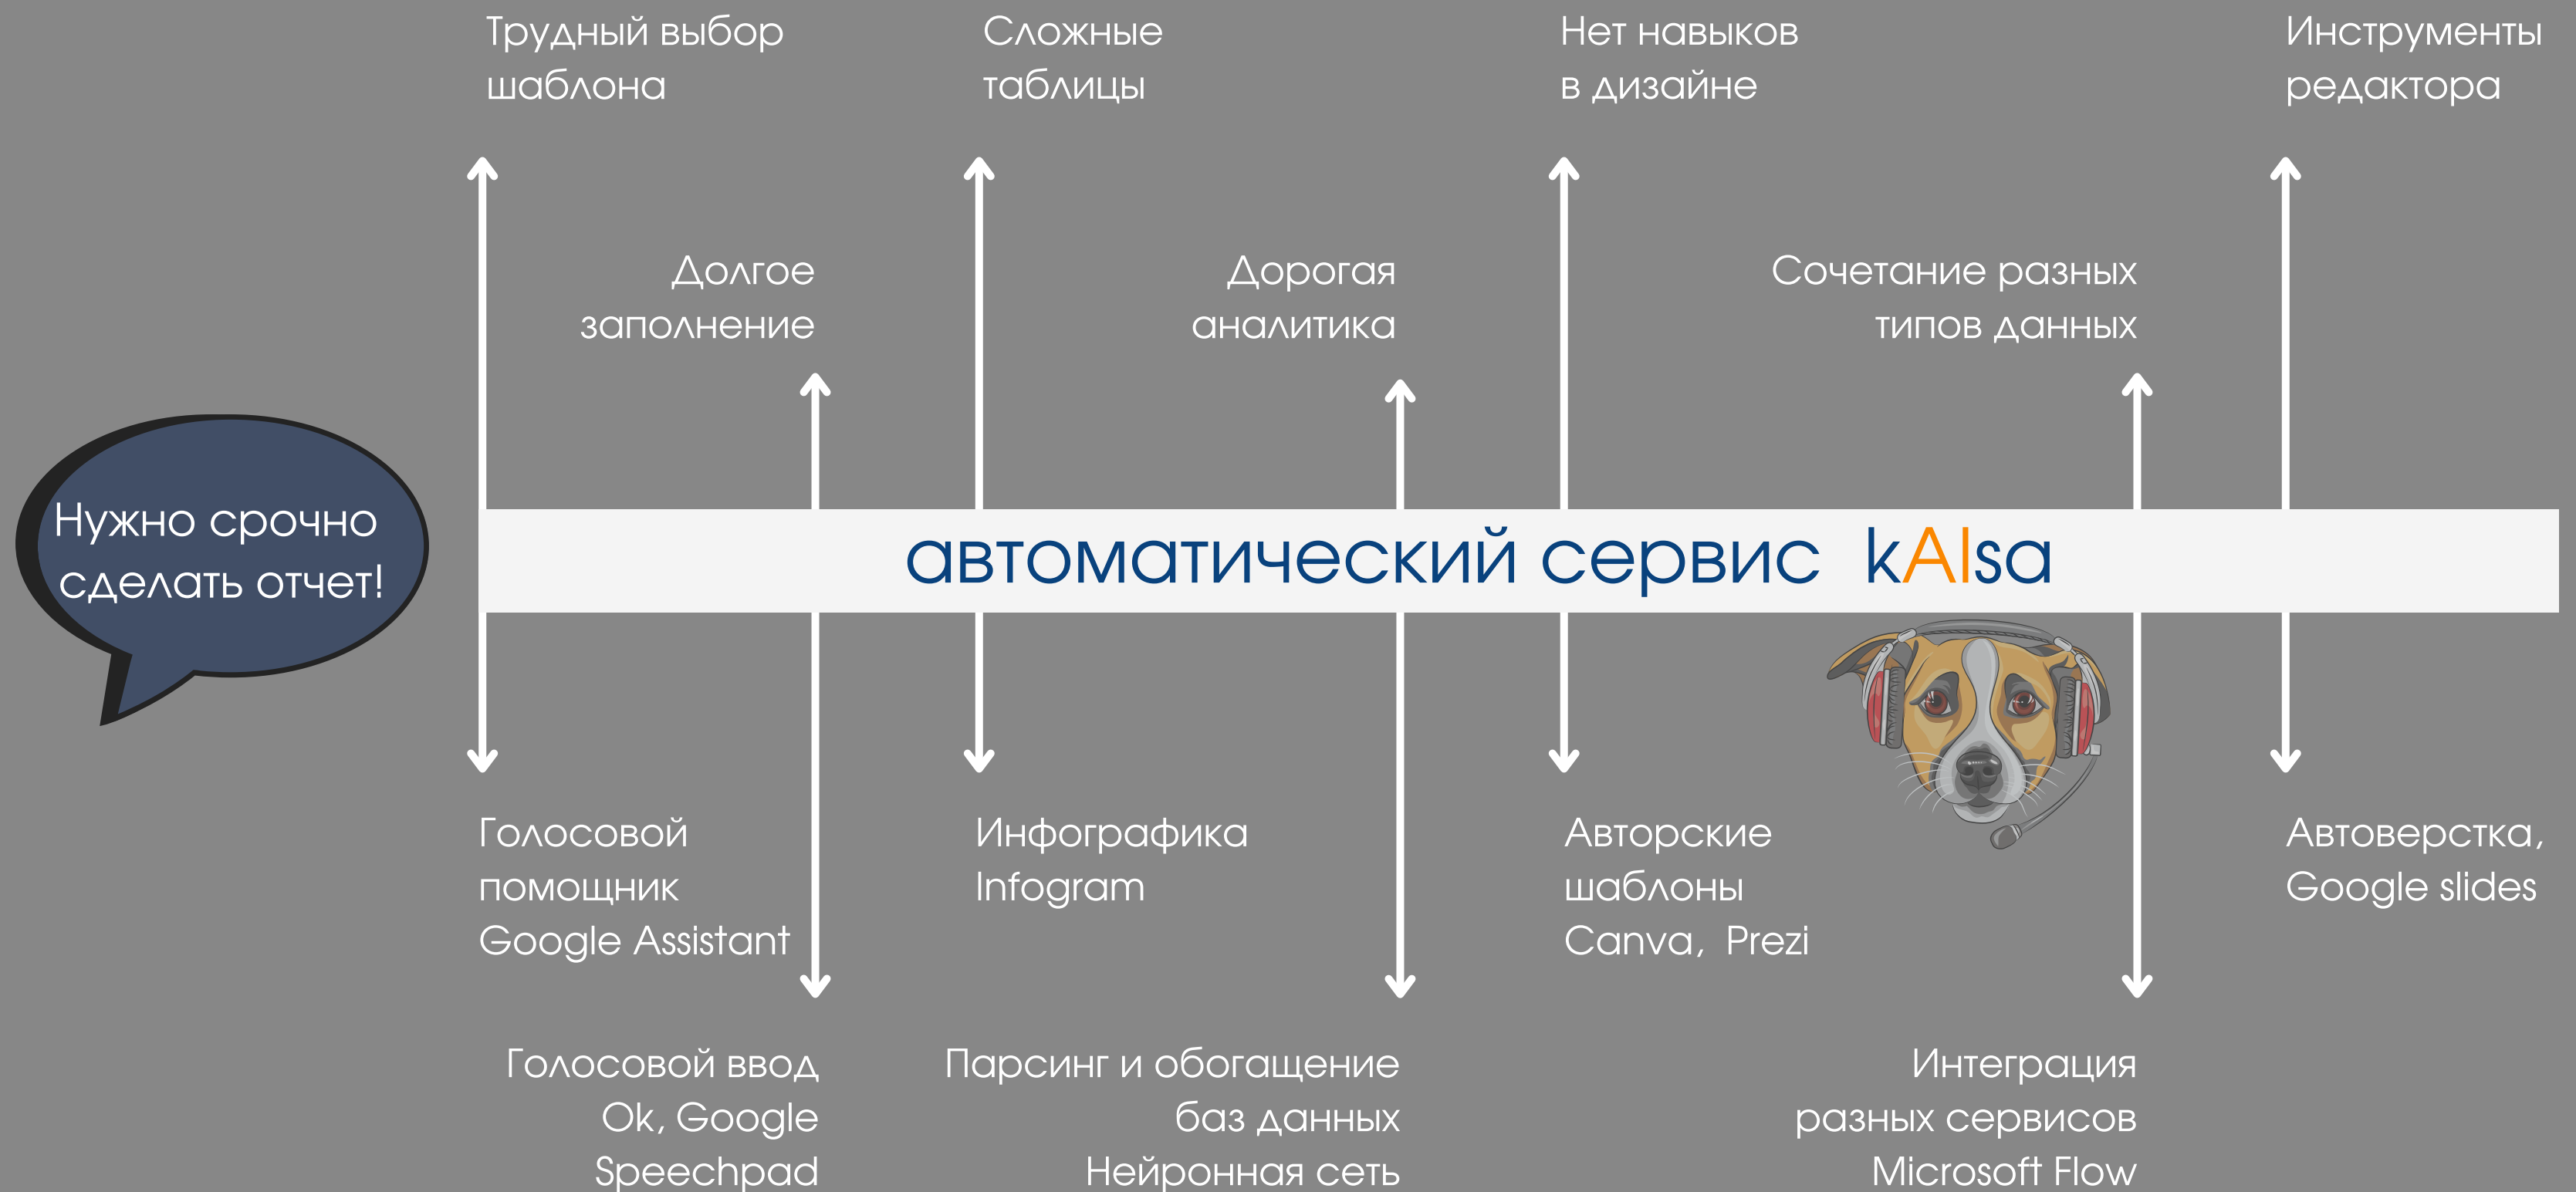 Трудный выбор
шаблона
Сложные
таблицы
Нет навыков
в дизайне
Инструменты
редактора
Долгое
заполнение
Дорогая
аналитика
Сочетание разных
типов данных
Нужно срочно
сделать отчет!
автоматический сервис kAIsa
Голосовой
помощник
Google Assistant
Инфографика
Infogram
Авторские
шаблоны
Canva, Prezi
Автоверстка,
Google slides
Голосовой ввод
Ok, Google
Speechpad
Парсинг и обогащение
баз данных
Нейронная сеть
Интеграция
разных сервисов
Microsoft Flow